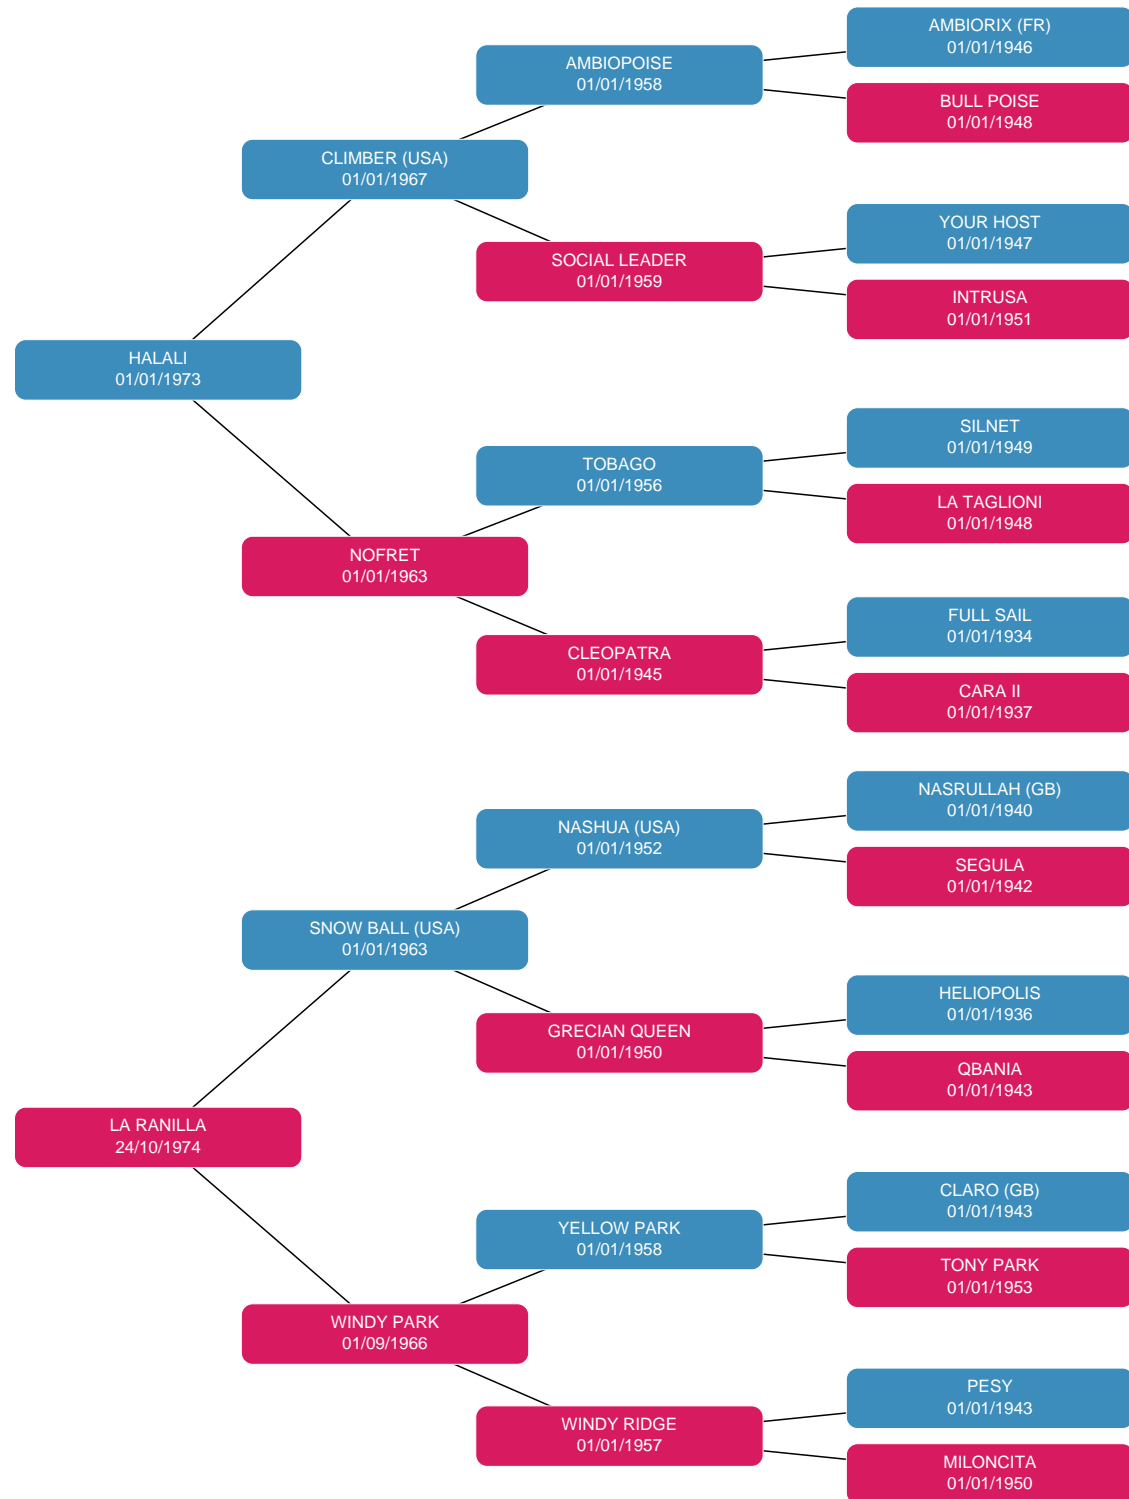 AMBIORIX (FR)
01/01/1946
AMBIOPOISE
01/01/1958
BULL POISE
01/01/1948
CLIMBER (USA)
01/01/1967
YOUR HOST
01/01/1947
SOCIAL LEADER
01/01/1959
INTRUSA
01/01/1951
HALALI
01/01/1973
SILNET
01/01/1949
TOBAGO
01/01/1956
LA TAGLIONI
01/01/1948
NOFRET
01/01/1963
FULL SAIL
01/01/1934
CLEOPATRA
01/01/1945
CARA II
01/01/1937
NASRULLAH (GB)
01/01/1940
NASHUA (USA)
01/01/1952
SEGULA
01/01/1942
SNOW BALL (USA)
01/01/1963
HELIOPOLIS
01/01/1936
GRECIAN QUEEN
01/01/1950
QBANIA
01/01/1943
LA RANILLA
24/10/1974
CLARO (GB)
01/01/1943
YELLOW PARK
01/01/1958
TONY PARK
01/01/1953
WINDY PARK
01/09/1966
PESY
01/01/1943
WINDY RIDGE
01/01/1957
MILONCITA
01/01/1950